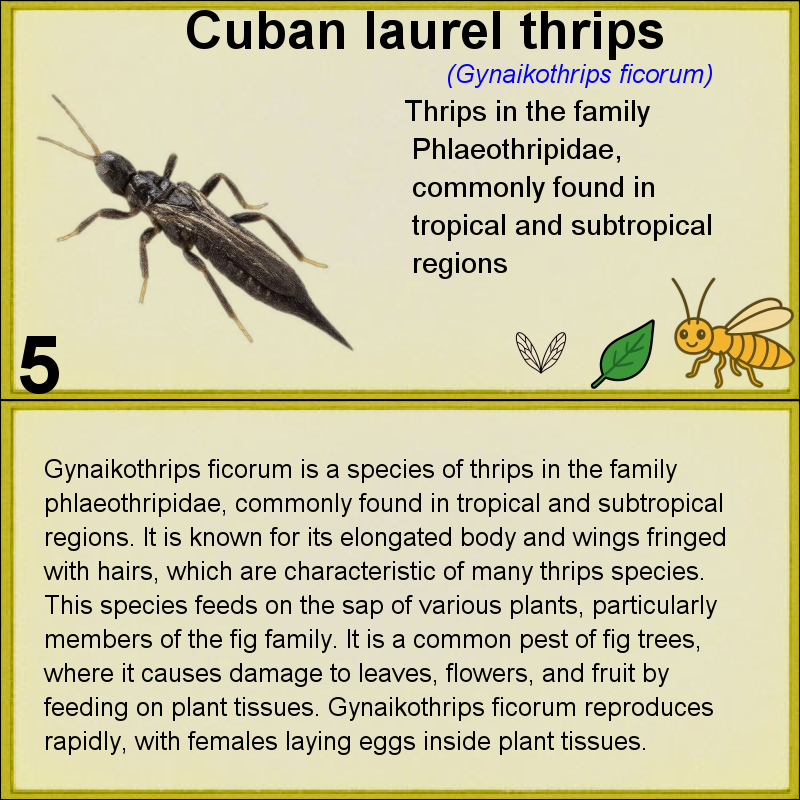 Cuban laurel thrips
(Gynaikothrips ficorum)
Thrips in the family
Phlaeothripidae,
commonly found in
tropical and subtropical
regions
5
Gynaikothrips ficorum is a species of thrips in the family
phlaeothripidae, commonly found in tropical and subtropical
regions. It is known for its elongated body and wings fringed
with hairs, which are characteristic of many thrips species.
This species feeds on the sap of various plants, particularly
members of the fig family. It is a common pest of fig trees,
where it causes damage to leaves, flowers, and fruit by
feeding on plant tissues. Gynaikothrips ficorum reproduces
rapidly, with females laying eggs inside plant tissues.